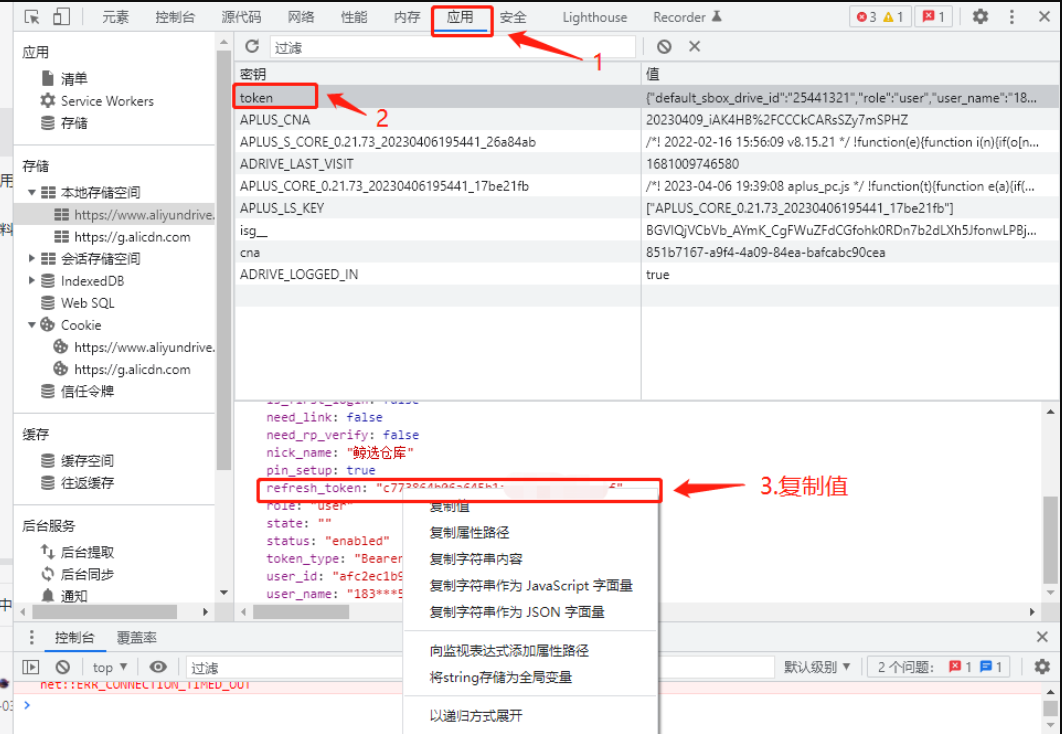 元素 控制台 源代码 网络 性能 内存 应用 安全 Lighthouse Recorder 3 1 1
应用
清单
Service Workers
存储
存储
本地存储空间
https://www.aliyundrive.
https://g.alicdn.com
会话存储空间
IndexedDB
Web SQL
Cookie
https://www.aliyundrive.
https://g.alicdn.com
信任令牌
缓存
缓存空间
往返缓存
后台服务
后台提取
后台同步
通知
用
料
中
-03
过滤
1
密钥 值
token {"default_sbox_drive_id":"25441321","role":"user","user_name":"18...
2
APLUS_CNA 20230409_iAK4HB%2FCCCkCARsSZy7mSPHZ
APLUS_S_CORE_0.21.73_20230406195441_26a84ab /*! 2022-02-16 15:56:09 v8.15.21 */ !function(e){function i(n){if(o[n...
ADRIVE_LAST_VISIT 1681009746580
APLUS_CORE_0.21.73_20230406195441_17be21fb /*! 2023-04-06 19:39:08 aplus_pc.js */ !function(t){function e(a){if(...
APLUS_LS_KEY ["APLUS_CORE_0.21.73_20230406195441_17be21fb"]
isg__ BGVIQjVCbVb_AYmK_CgFWuZFdCGfohk0RDn7b2dLXh5JfonwLPBj...
cna 851b7167-a9f4-4a09-84ea-bafcabc90cea
ADRIVE_LOGGED_IN true
is_first_login: false
need_link: false
need_rp_verify: false
nick_name: "鲸选仓库"
pin_setup: true
refresh_token: "c773864b06a645b1 f"
3.复制值
role: "user"
state: ""
status: "enabled"
token_type: "Bearer
user_id: "afc2ec1b9
user_name: "183***5
复制值
复制属性路径
复制字符串内容
复制字符串作为 JavaScript 字面量
复制字符串作为 JSON 字面量
向监视表达式添加属性路径
将string存储为全局变量
以递归方式展开
控制台 覆盖率
top 过滤 默认级别 2 个问题: 1 1
net::ERR_CONNECTION_TIMED_OUT